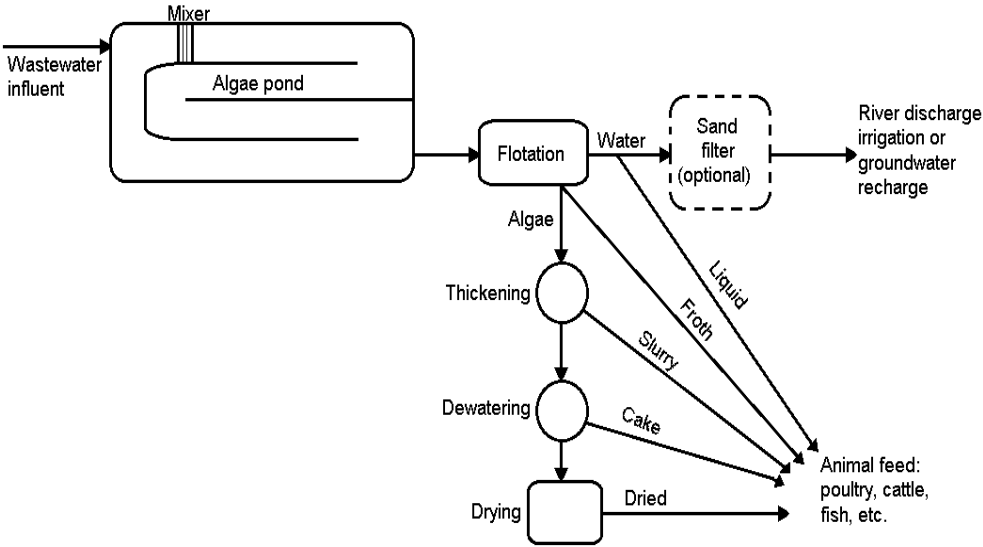 Mixer
Wastewater
influent
Algae pond
Flotation
Water
Sand
filter
(optional)
River discharge
irrigation or
groundwater
recharge
Algae
Thickening
Liquid
Froth
Slurry
Dewatering
Cake
Animal feed:
poultry, cattle,
fish, etc.
Drying
Dried